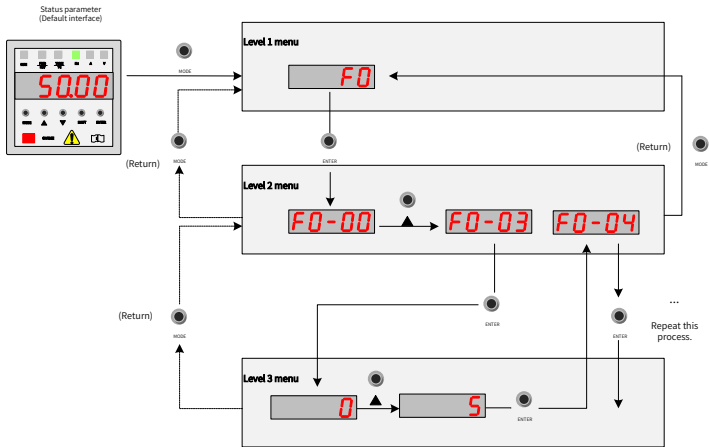 Status parameter
(Default interface)
50.00
MODE
Level 1 menu
F0
(Return)
MODE
ENTER
(Return)
MODE
Level 2 menu
F0-00
F0-03
F0-04
(Return)
MODE
ENTER
ENTER
...
Repeat this
process.
Level 3 menu
0
5
ENTER